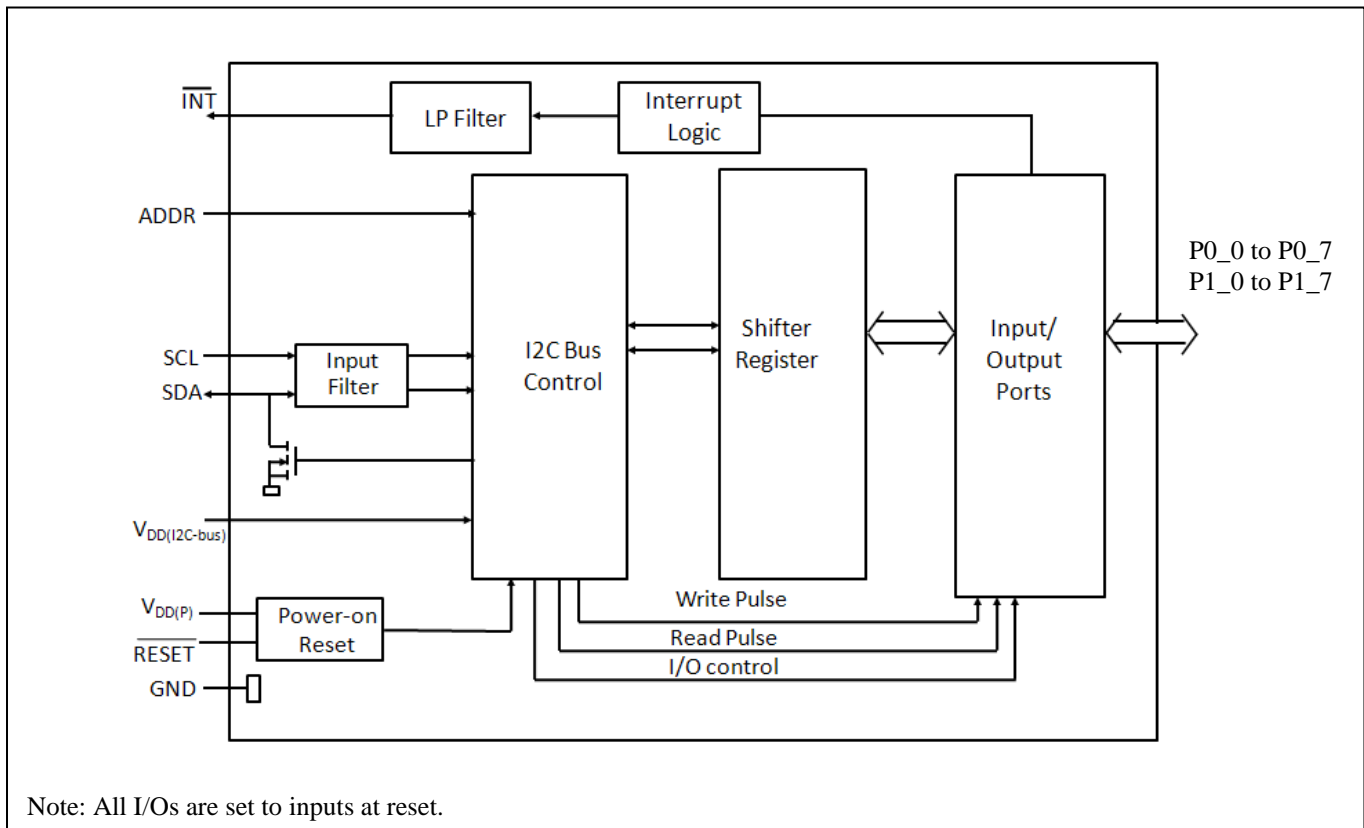 INT
LP Filter
Interrupt
Logic
ADDR
P0_0 to P0_7
P1_0 to P1_7
SCL
SDA
Input
Filter
I2C Bus
Control
Shifter
Register
Input/
Output
Ports
VDD(I2C-bus)
VDD(P)
RESET
Power-on
Reset
GND
Write Pulse
Read Pulse
I/O control
Note: All I/Os are set to inputs at reset.